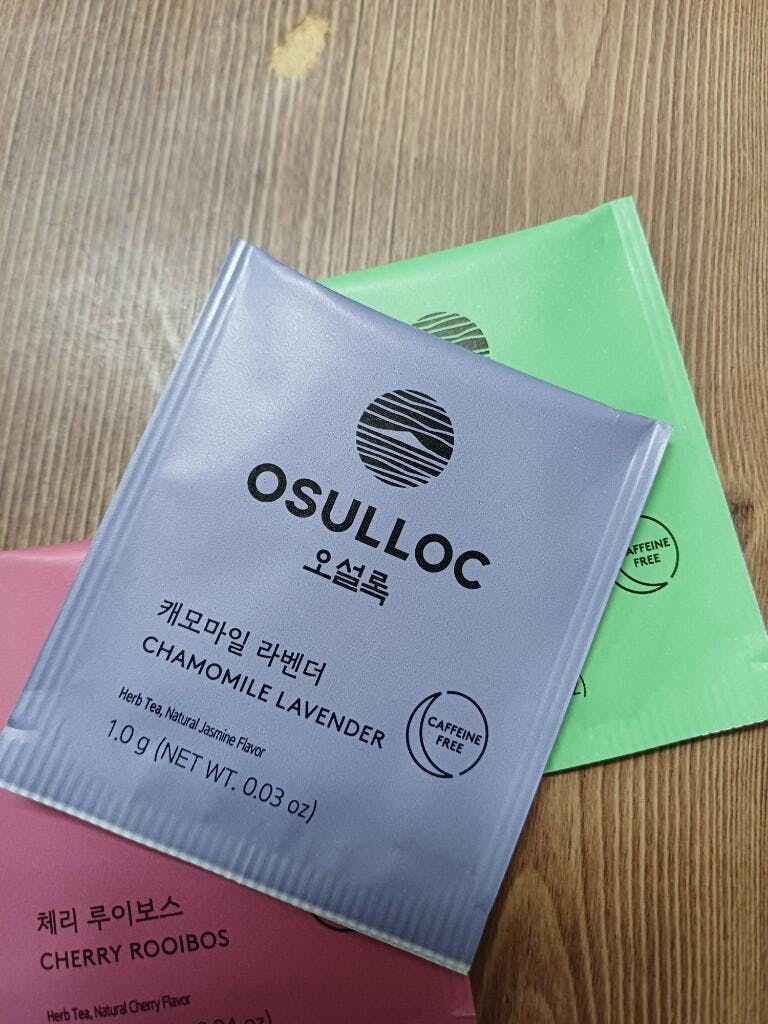 OSULLOC
오설록
캐모마일 라벤더
CHAMOMILE LAVENDER
Herb Tea, Natural Jasmine Flavor
1.0 g (NET WT. 0.03 oz)
CAFFEINE
FREE
FREE
체리 루이보스
CHERRY ROOIBOS
Herb Tea, Natural Cherry Flavor